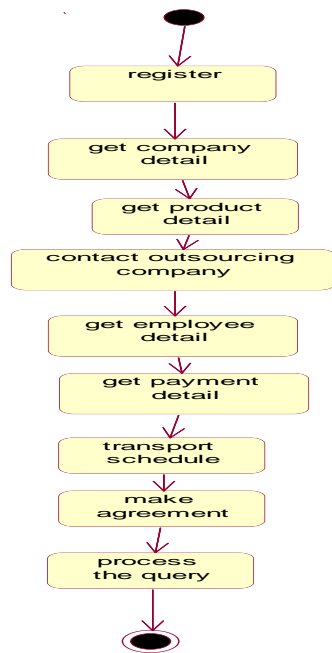 register
get company
detail
get product
detail
contact outsourcing
company
get employee
detail
get payment
detail
transport
schedule
make
agreement
process
the query